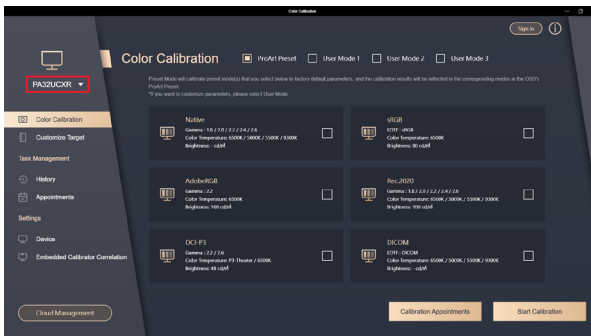 Color Calibration
Sign in
PA32UCXR
Color Calibration
ProArt Preset
User Mode 1
User Mode 2
User Mode 3
Preset Mode will calibrate preset mode(s) that you select below to factory default parameters, and the calibration results will be reflected in the corresponding modes in the OSD's
ProArt Preset.
*If you want to customize parameters, please select User Mode.
Color Calibration
Customize Target
Task Management
History
Appointments
Settings
Device
Embedded Calibrator Correlation
Cloud Management
Native
Gamma : 1.8 / 2.0 / 2.2 / 2.4 / 2.6
Color Temperature: 6500K / 5000K / 5500K / 9300K
Brightness: - cd/㎡
sRGB
EOTF : sRGB
Color Temperature: 6500K
Brightness: 80 cd/㎡
AdobeRGB
Gamma : 2.2
Color Temperature: 6500K
Brightness: 160 cd/㎡
Rec.2020
Gamma : 1.8 / 2.0 / 2.2 / 2.4 / 2.6
Color Temperature: 6500K / 5000K / 5500K / 9300K
Brightness: 100 cd/㎡
DCI-P3
Gamma : 2.2 / 2.6
Color Temperature: P3-Theater / 6500K
Brightness: 48 cd/㎡
DICOM
EOTF : DICOM
Color Temperature: 6500K / 5000K / 5500K / 9300K
Brightness: - cd/㎡
Calibration Appointments
Start Calibration